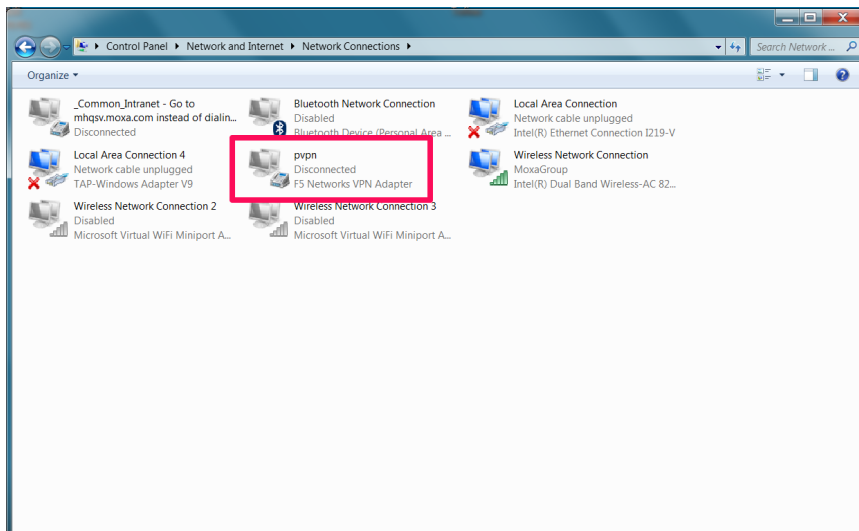 Control Panel ▸ Network and Internet ▸ Network Connections ▸
Search Network ...
Organize
_Common_Intranet - Go to
mhqsv.moxa.com instead of dialin...
Disconnected
Bluetooth Network Connection
Disabled
Bluetooth Device (Personal Area ...
Local Area Connection
Network cable unplugged
Intel(R) Ethernet Connection I219-V
Local Area Connection 4
Network cable unplugged
TAP-Windows Adapter V9
pvpn
Disconnected
F5 Networks VPN Adapter
Wireless Network Connection
MoxaGroup
Intel(R) Dual Band Wireless-AC 82...
Wireless Network Connection 2
Disabled
Microsoft Virtual WiFi Miniport A...
Wireless Network Connection 3
Disabled
Microsoft Virtual WiFi Miniport A...